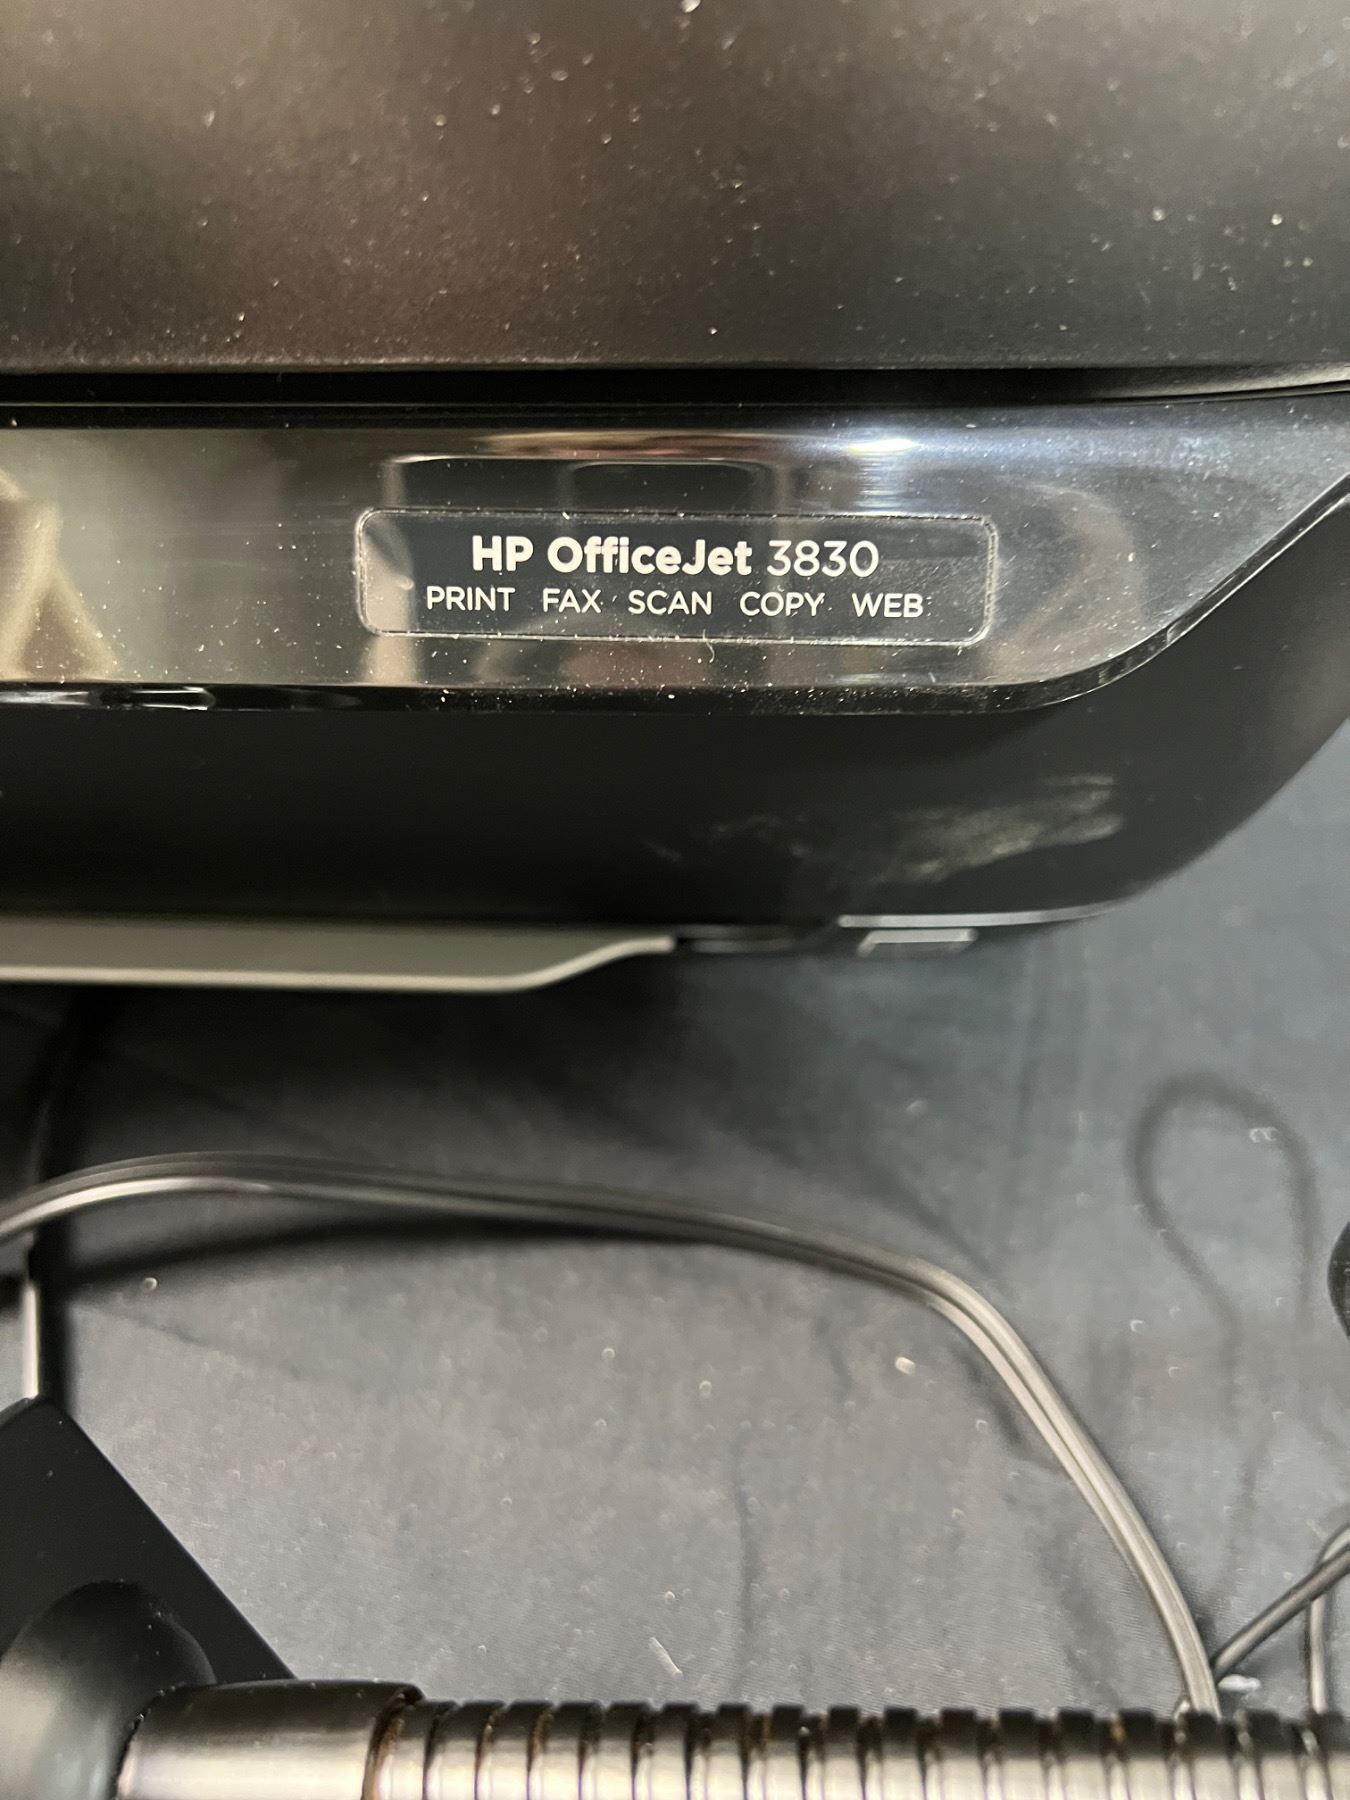 HP OfficeJet 3830
PRINT FAX SCAN COPY WEB